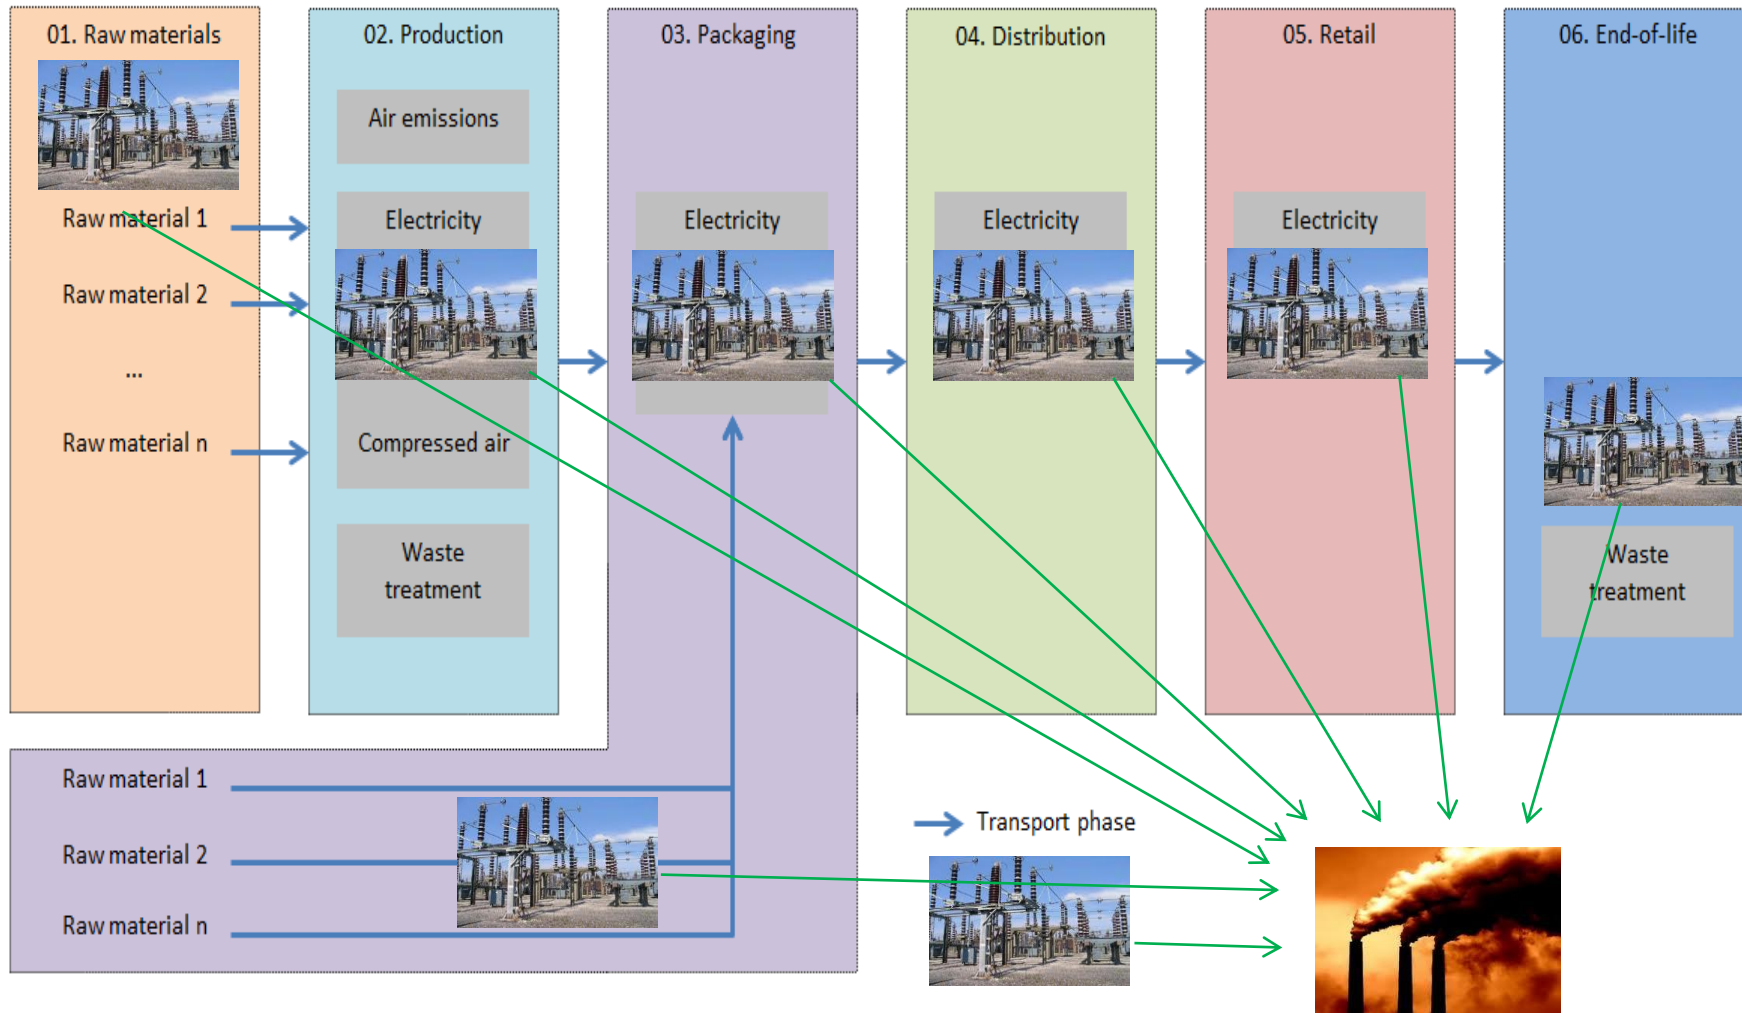 01. Raw materials
Raw material 1
Raw material 2
...
Raw material n
02. Production
Air emissions
Electricity
Compressed air
Waste
treatment
03. Packaging
Electricity
Raw material 1
Raw material 2
Raw material n
04. Distribution
Electricity
05. Retail
Electricity
06. End-of-life
Waste
treatment
Transport phase